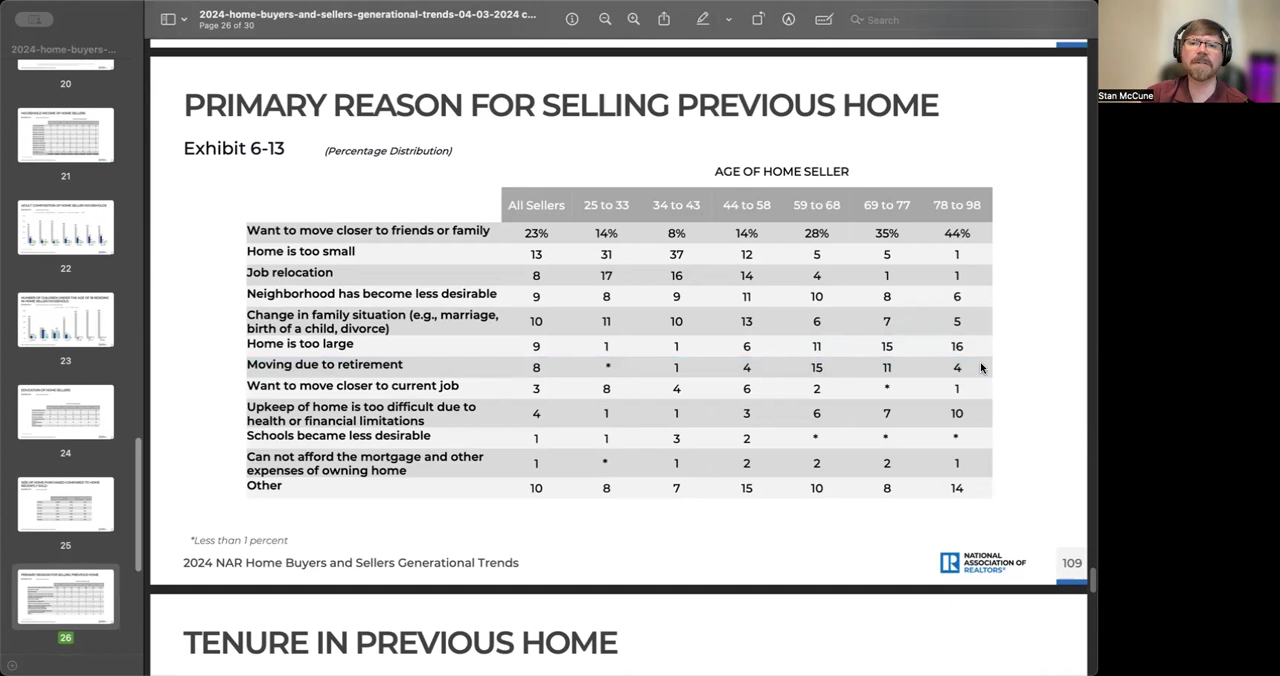 2024-home-buyers-and-sellers-generational-trends-04-03-2024 c...
Page 26 of 30
Search
2024-home-buyers-...
20
21
22
23
24
25
26
PRIMARY REASON FOR SELLING PREVIOUS HOME
Exhibit 6-13 (Percentage Distribution)
AGE OF HOME SELLER
All Sellers 25 to 33 34 to 43 44 to 58 59 to 68 69 to 77 78 to 98
Want to move closer to friends or family 23% 14% 8% 14% 28% 35% 44%
Home is too small 13 31 37 12 5 5 1
Job relocation 8 17 16 14 4 1 1
Neighborhood has become less desirable 9 8 9 11 10 8 6
Change in family situation (e.g., marriage,
birth of a child, divorce) 10 11 10 13 6 7 5
Home is too large 9 1 1 6 11 15 16
Moving due to retirement 8 * 1 4 15 11 4
Want to move closer to current job 3 8 4 6 2 * 1
Upkeep of home is too difficult due to
health or financial limitations 4 1 1 3 6 7 10
Schools became less desirable 1 1 3 2 * * *
Can not afford the mortgage and other
expenses of owning home 1 * 1 2 2 2 1
Other 10 8 7 15 10 8 14
*Less than 1 percent
2024 NAR Home Buyers and Sellers Generational Trends
NATIONAL
ASSOCIATION OF
REALTORS®
109
TENURE IN PREVIOUS HOME
Stan McCune